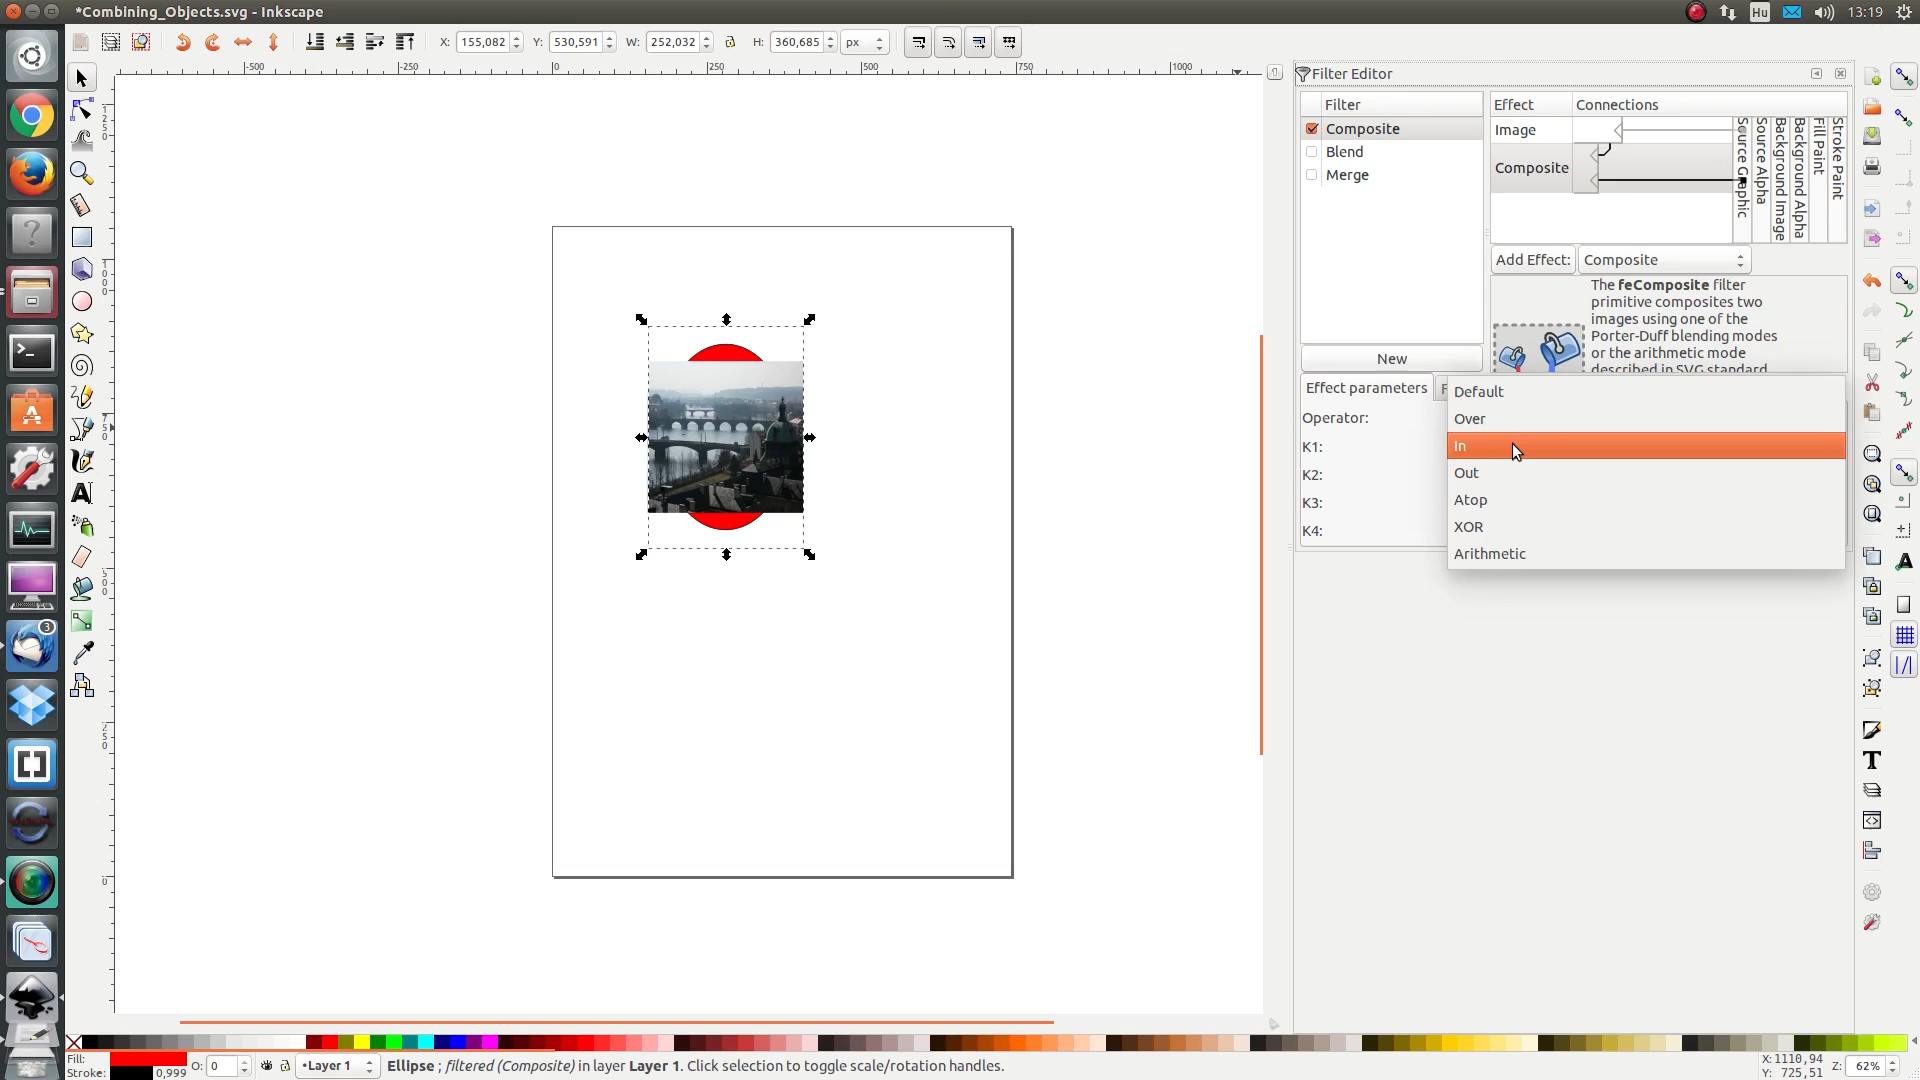 *Combining_Objects.svg - Inkscape
Hu
13:19
X: 155,082 Y: 530,591 W: 252,032 H: 360,685 px
-500 -250 0 250 500 750 1000
Filter Editor
Filter
Composite
Blend
Merge
New
Effect Connections
Image
Composite
Source Graphic
Source Alpha
Background Image
Background Alpha
Fill Paint
Stroke Paint
Add Effect: Composite
The feComposite filter
primitive composites two
images using one of the
Porter-Duff blending modes
or the arithmetic mode
described in SVG standard.
Effect parameters F
Operator:
K1:
K2:
K3:
K4:
Default
Over
In
Out
Atop
XOR
Arithmetic
3
Fill:
Stroke: 0,999
O: 0
•Layer 1
Ellipse ; filtered (Composite) in layer Layer 1. Click selection to toggle scale/rotation handles.
X:1110,94
Y: 725,51
Z: 62%